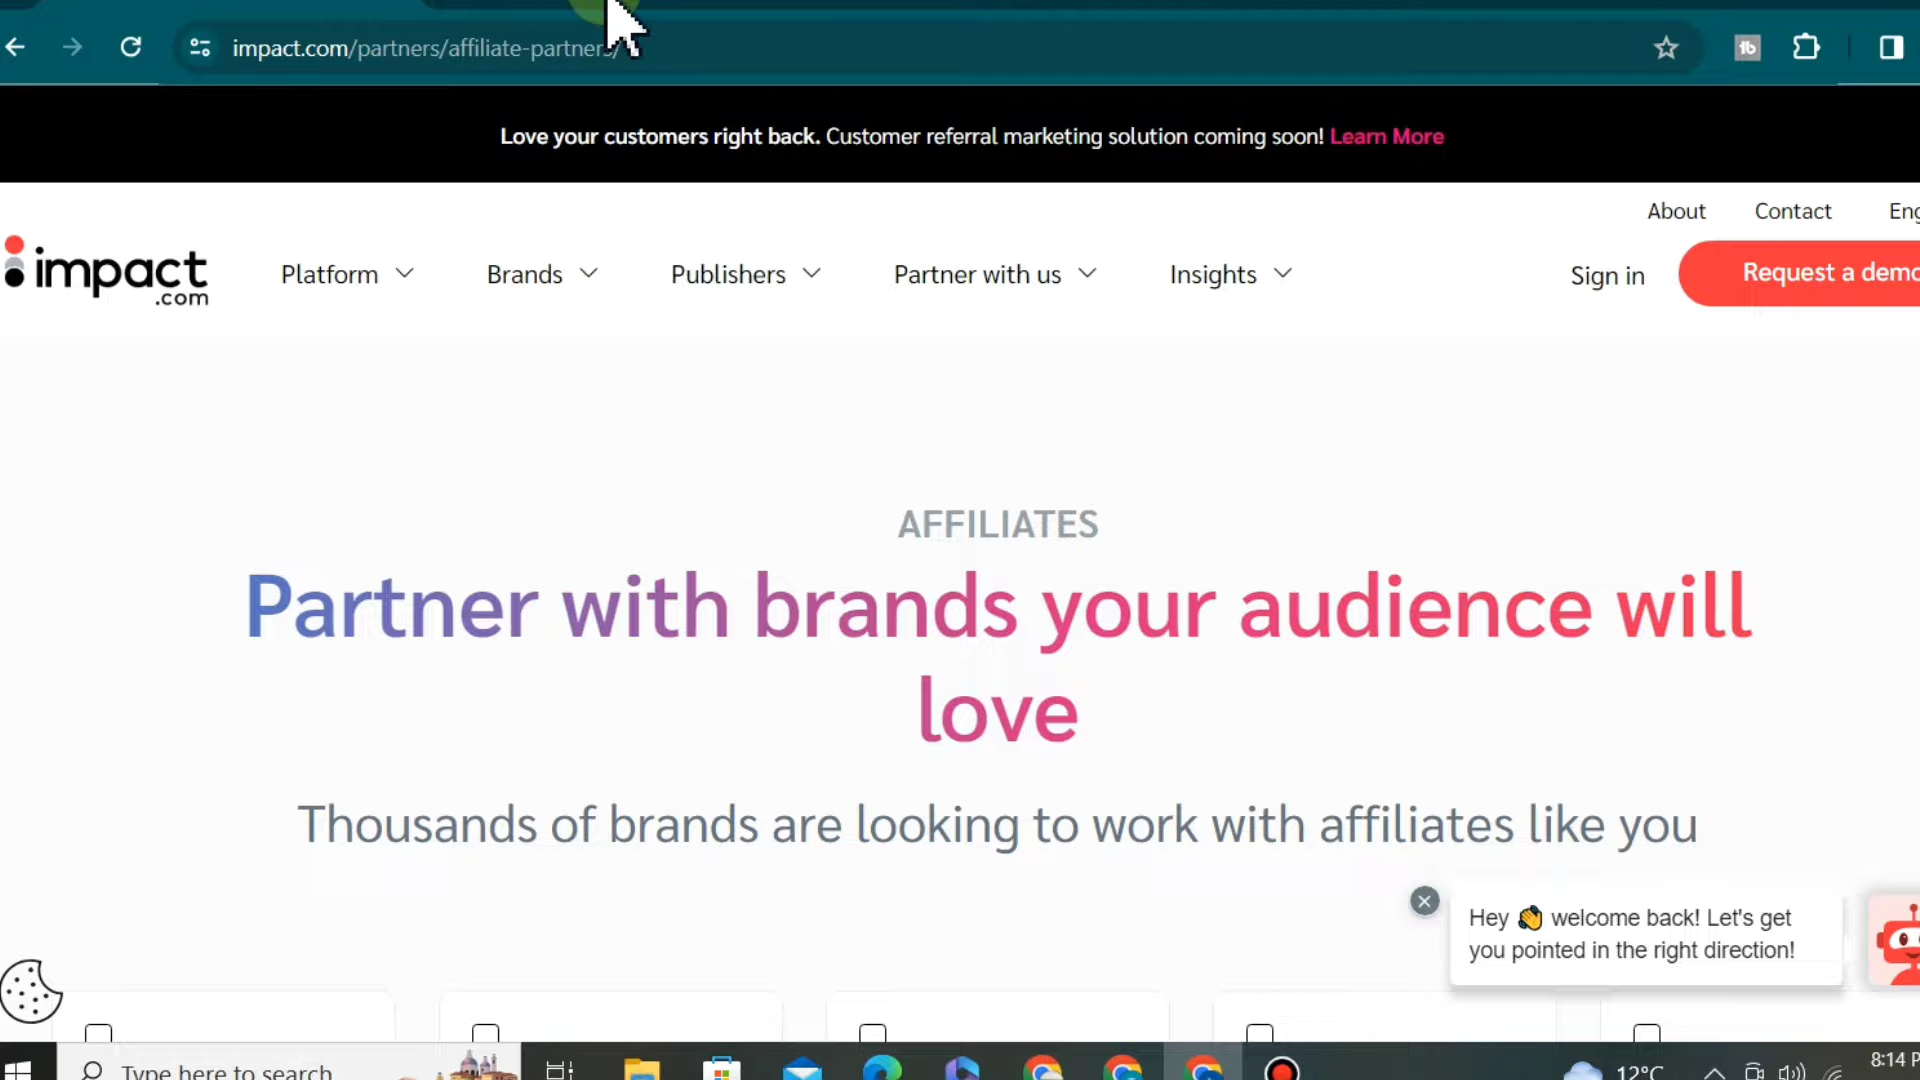 impact.com/partners/affiliate-partners/
Love your customers right back. Customer referral marketing solution coming soon! Learn More
About Contact Eng
impact
.com
Platform Brands Publishers Partner with us Insights Sign in Request a demo
AFFILIATES
Partner with brands your audience will
love
Thousands of brands are looking to work with affiliates like you
Hey 👏 welcome back! Let's get
you pointed in the right direction!
Type here to search
12°C
8:14 P